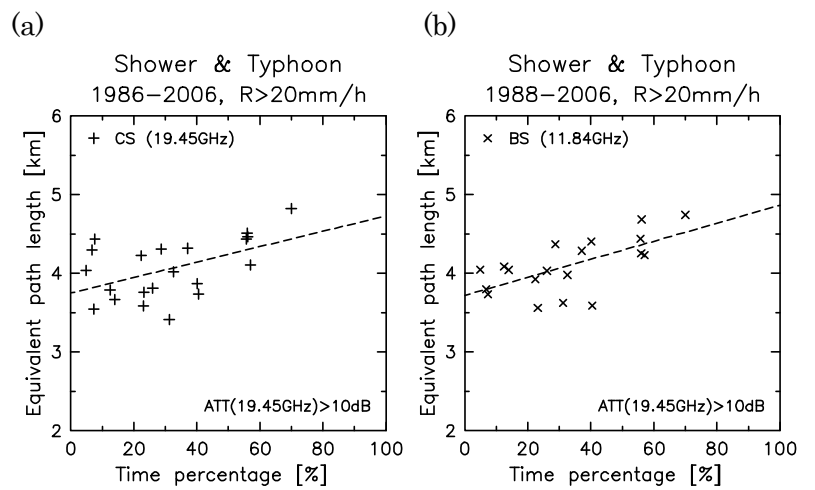 (a)
Shower & Typhoon
1986−2006, R>20mm/h
Equivalent path length [km]
6
5
4
3
2
+ CS (19.45GHz)
ATT(19.45GHz)>10dB
0 20 40 60 80 100
Time percentage [%]
(b)
Shower & Typhoon
1988−2006, R>20mm/h
Equivalent path length [km]
6
5
4
3
2
× BS (11.84GHz)
ATT(19.45GHz)>10dB
0 20 40 60 80 100
Time percentage [%]